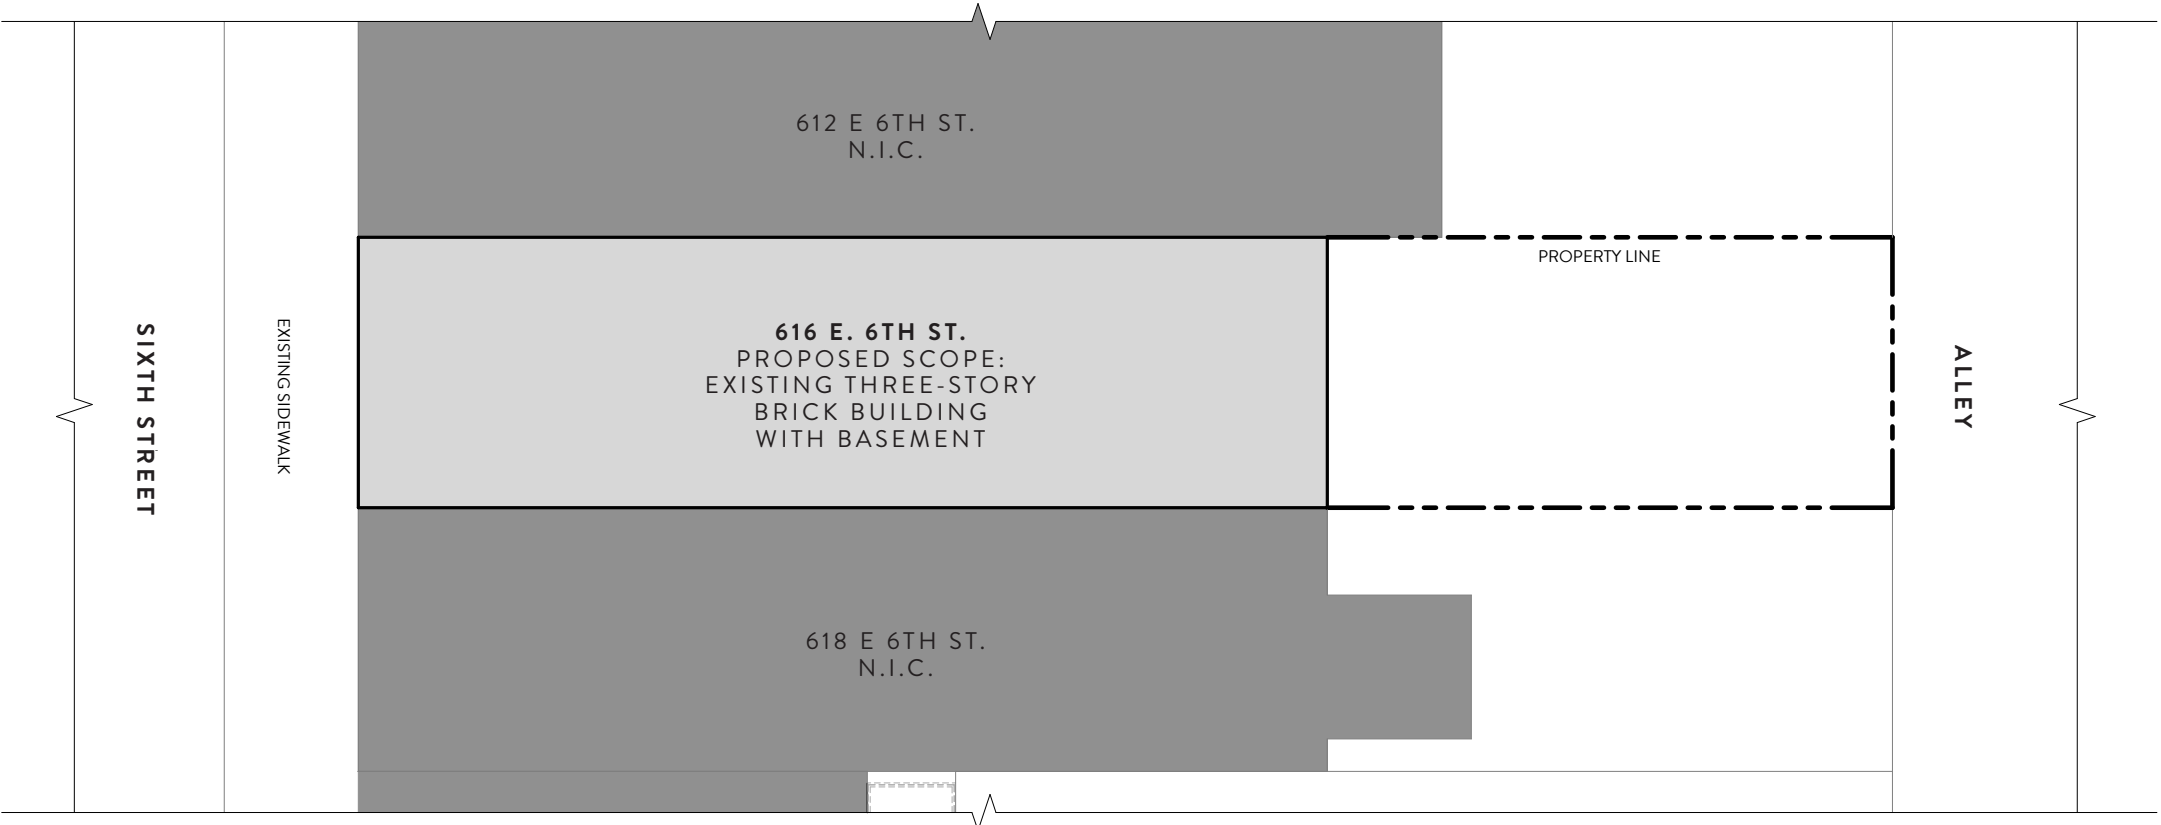 612 E 6TH ST.
N.I.C.
PROPERTY LINE
SIXTH STREET
EXISTING SIDEWALK
616 E. 6TH ST.
PROPOSED SCOPE:
EXISTING THREE-STORY
BRICK BUILDING
WITH BASEMENT
ALLEY
618 E 6TH ST.
N.I.C.